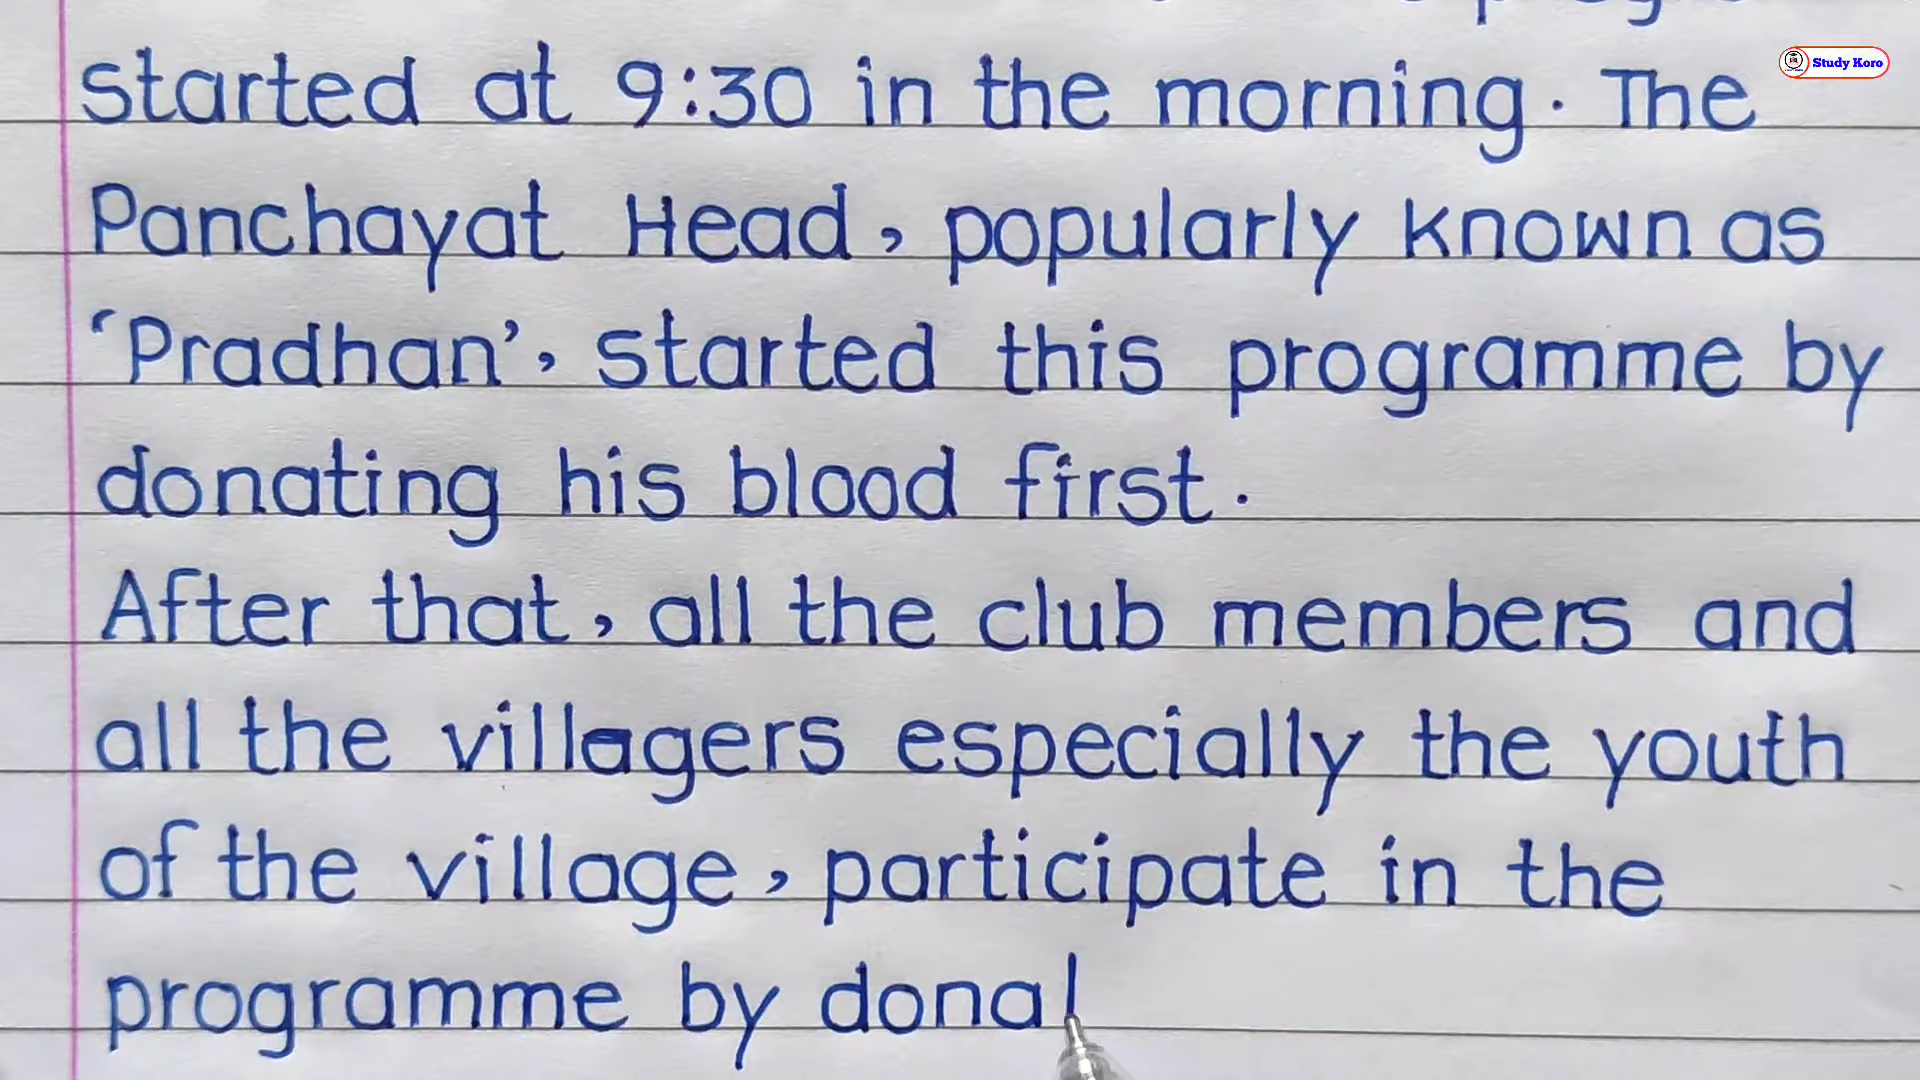 started at 9:30 in the morning. The
Study Koro
Panchayat Head, popularly known as
‘Pradhan’, started this programme by
donating his blood first.
After that, all the club members and
all the villagers especially the youth
of the village, participate in the
programme by dona